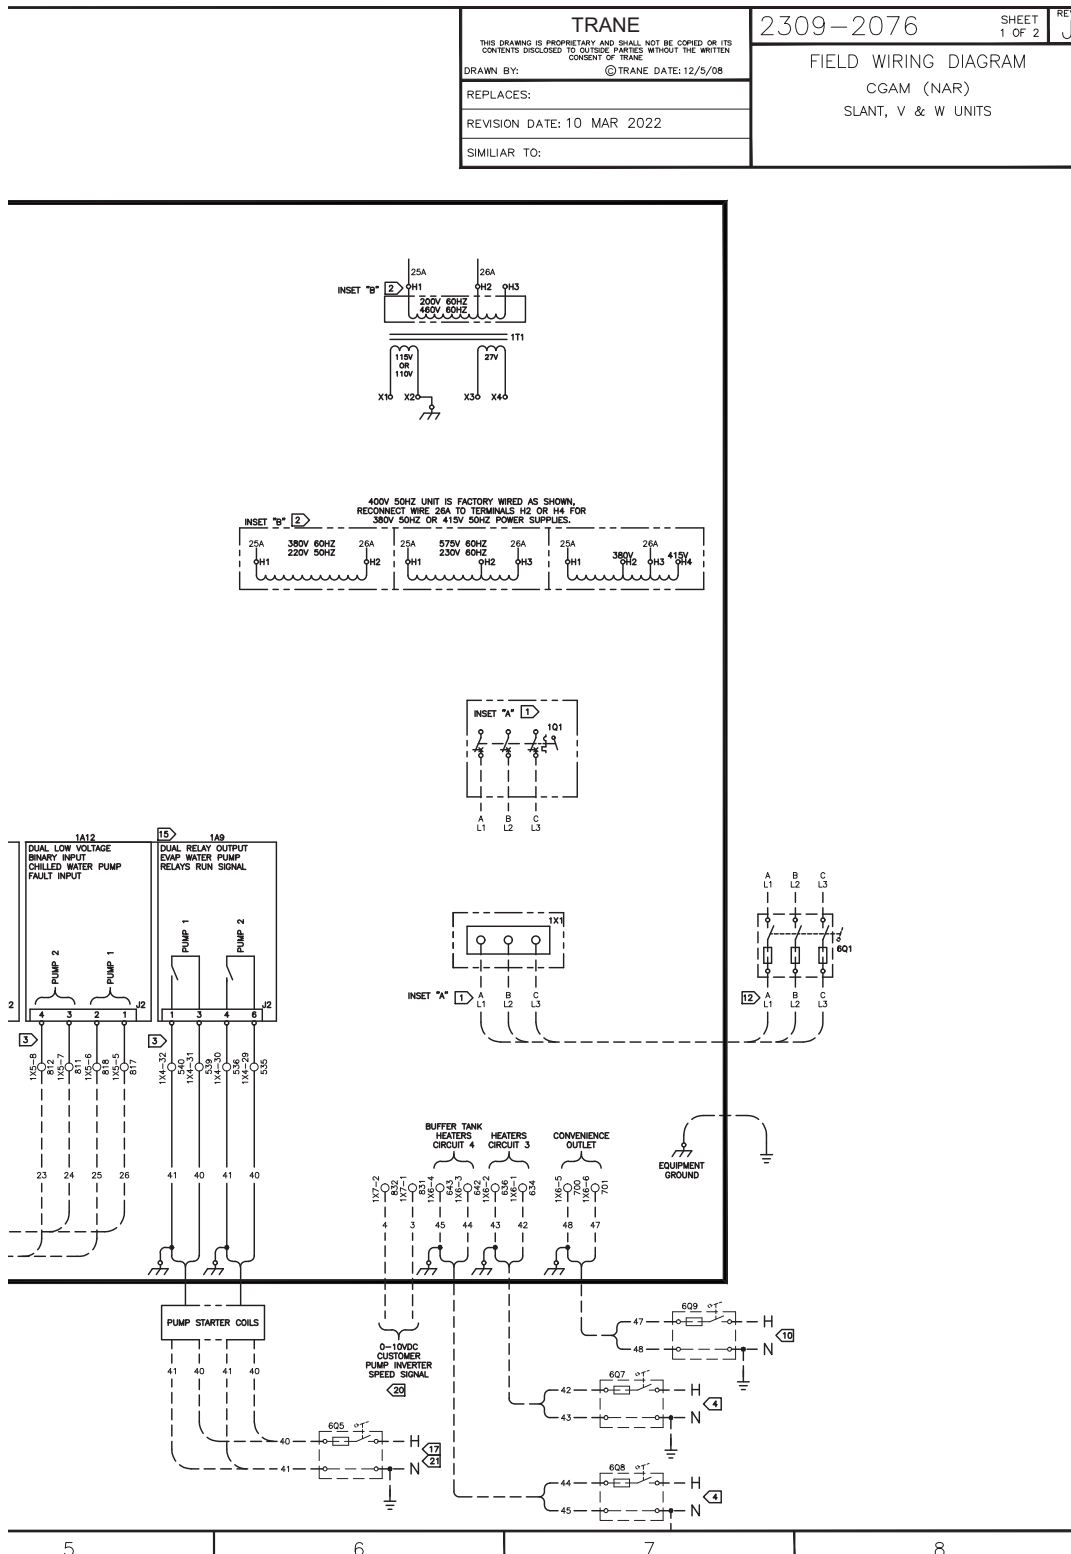 TRANE
THIS DRAWING IS PROPRIETARY AND SHALL NOT BE COPIED OR ITS
CONTENTS DISCLOSED TO OUTSIDE PARTIES WITHOUT THE WRITTEN
CONSENT OF TRANE
DRAWN BY: © TRANE DATE: 12/5/08
REPLACES:
REVISION DATE: 10 MAR 2022
SIMILIAR TO:
2309-2076
SHEET
1 OF 2
FIELD WIRING DIAGRAM
CGAM (NAR)
SLANT, V & W UNITS
25A 26A
INSET "B" 2 H1 H2 H3
200V 60HZ
460V 60HZ
1T1
115V
OR
110V
27V
X1 X2 X3 X4
400V 50HZ UNIT IS FACTORY WIRED AS SHOWN,
RECONNECT WIRE 26A TO TERMINALS H2 OR H4 FOR
380V 50HZ OR 415V 50HZ POWER SUPPLIES.
INSET "B" 2
25A 380V 60HZ 26A
220V 50HZ
H1 H2
25A 575V 60HZ 26A
230V 60HZ
H1 H2 H3
25A 26A
380V 415V
H1 H2 H3 H4
INSET "A" 1
1Q1
A B C
L1 L2 L3
1A12
DUAL LOW VOLTAGE
BINARY INPUT
CHILLED WATER PUMP
FAULT INPUT
PUMP 2
PUMP 1
J2
4 3 2 1
2
3
1X5-8
812
1X5-7
811
1X5-6
818
1X5-5
817
23 24 25 26
15
1A9
DUAL RELAY OUTPUT
EVAP WATER PUMP
RELAYS RUN SIGNAL
PUMP 1
PUMP 2
J2
1 3 4 6
3
1X4-32
540
1X4-31
539
1X4-30
536
1X4-29
535
41 40 41 40
1X1
INSET "A" 1
A B C
L1 L2 L3
A B C
L1 L2 L3
6Q1
12
A B C
L1 L2 L3
EQUIPMENT
GROUND
BUFFER TANK
HEATERS
CIRCUIT 4
HEATERS
CIRCUIT 3
CONVENIENCE
OUTLET
1X7-2
832
1X7-1
831
1X6-4
643
1X6-3
642
1X6-2
636
1X6-1
634
1X6-5
700
1X6-6
701
4 3 45 44 43 42 48 47
PUMP STARTER COILS
41 40 41 40
0-10VDC
CUSTOMER
PUMP INVERTER
SPEED SIGNAL
20
6Q9
47 H
48 N
10
6Q7
42 H
43 N
4
6Q5
40 H
41 N
17
21
6Q8
44 H
45 N
4
5 6 7 8